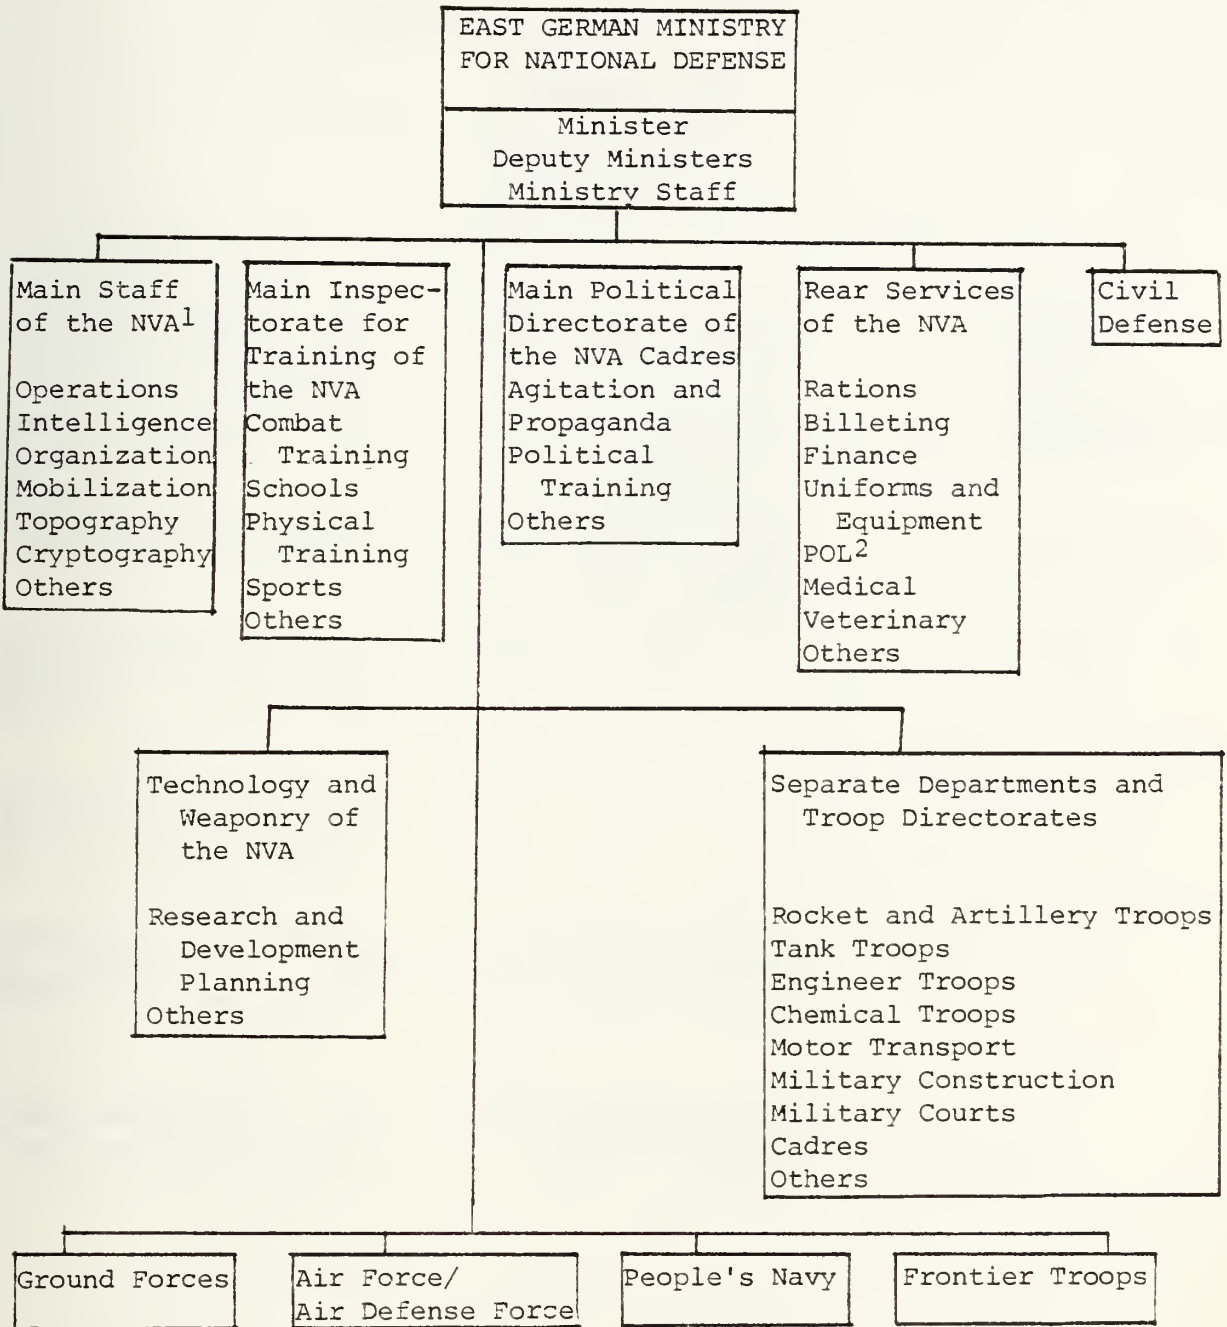 EAST GERMAN MINISTRY
FOR NATIONAL DEFENSE
Minister
Deputy Ministers
Ministry Staff
Main Staff
of the NVA1
Operations
Intelligence
Organization
Mobilization
Topography
Cryptography
Others
Main Inspec-
torate for
Training of
the NVA
Combat
Training
Schools
Physical
Training
Sports
Others
Main Political
Directorate of
the NVA Cadres
Agitation and
Propaganda
Political
Training
Others
Rear Services
of the NVA
Rations
Billeting
Finance
Uniforms and
Equipment
POL2
Medical
Veterinary
Others
Civil
Defense
Technology and
Weaponry of
the NVA
Research and
Development
Planning
Others
Separate Departments and
Troop Directorates
Rocket and Artillery Troops
Tank Troops
Engineer Troops
Chemical Troops
Motor Transport
Military Construction
Military Courts
Cadres
Others
Ground Forces
Air Force/
Air Defense Force
People's Navy
Frontier Troops